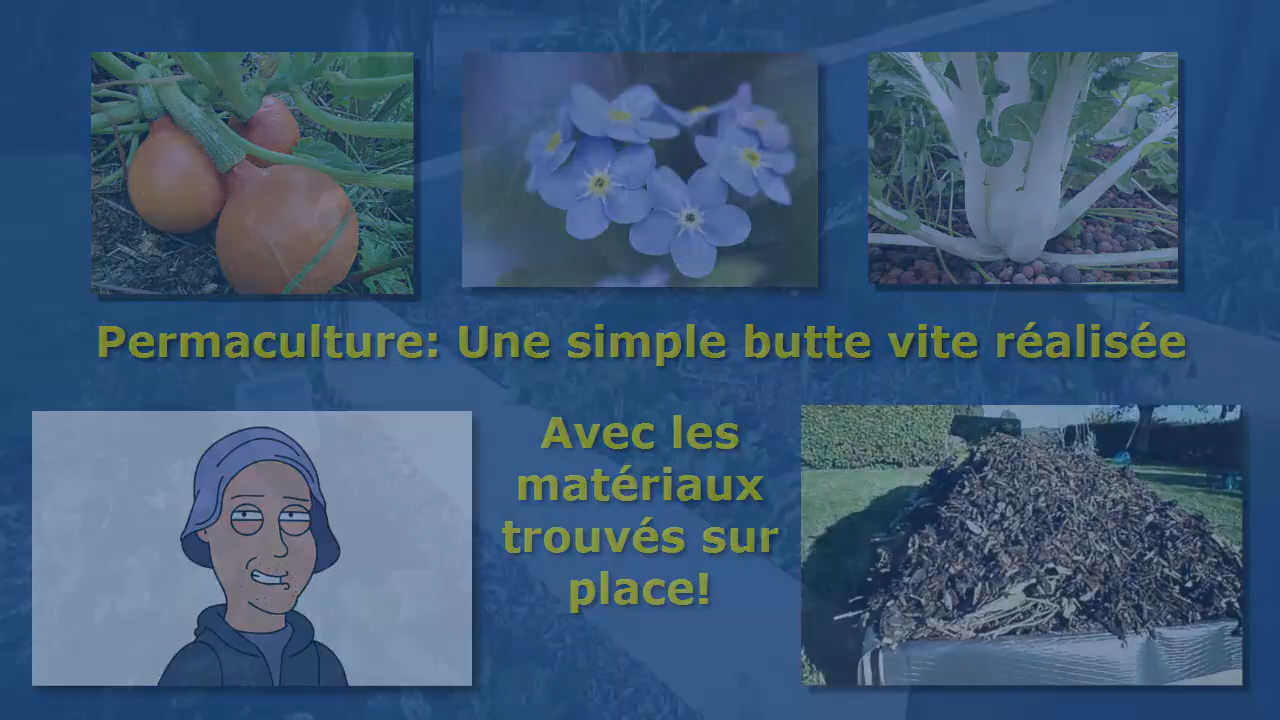 Permaculture: Une simple butte vite réalisée
Avec les
matériaux
trouvés sur
place!